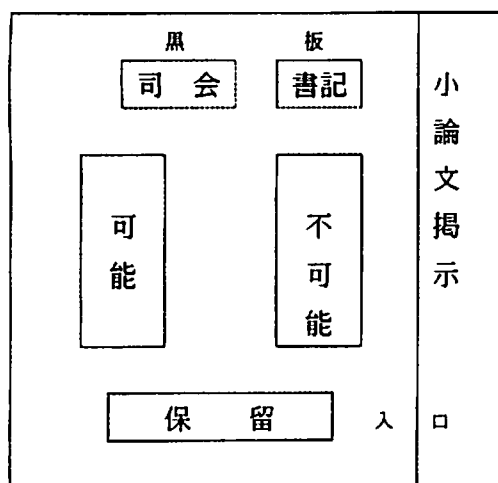 黒板
司会
書記
可能
不可能
保留
入口
小論文掲示